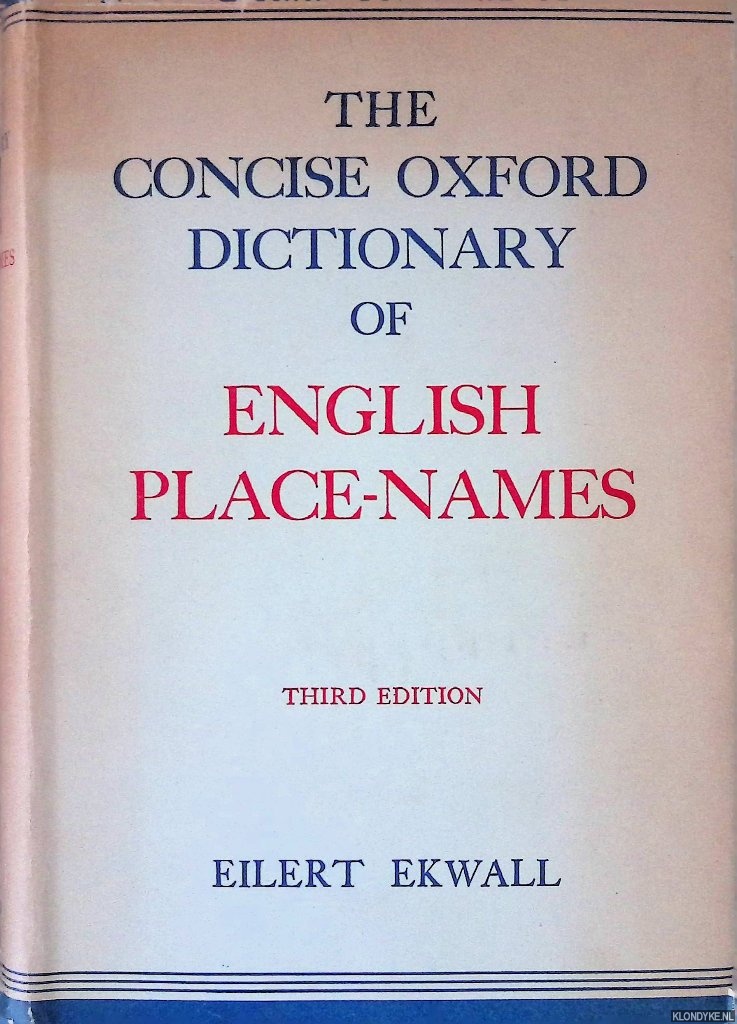 THE
CONCISE OXFORD
DICTIONARY
OF
ENGLISH
PLACE-NAMES
THIRD EDITION
EILERT EKWALL
KLONDYKE.NL